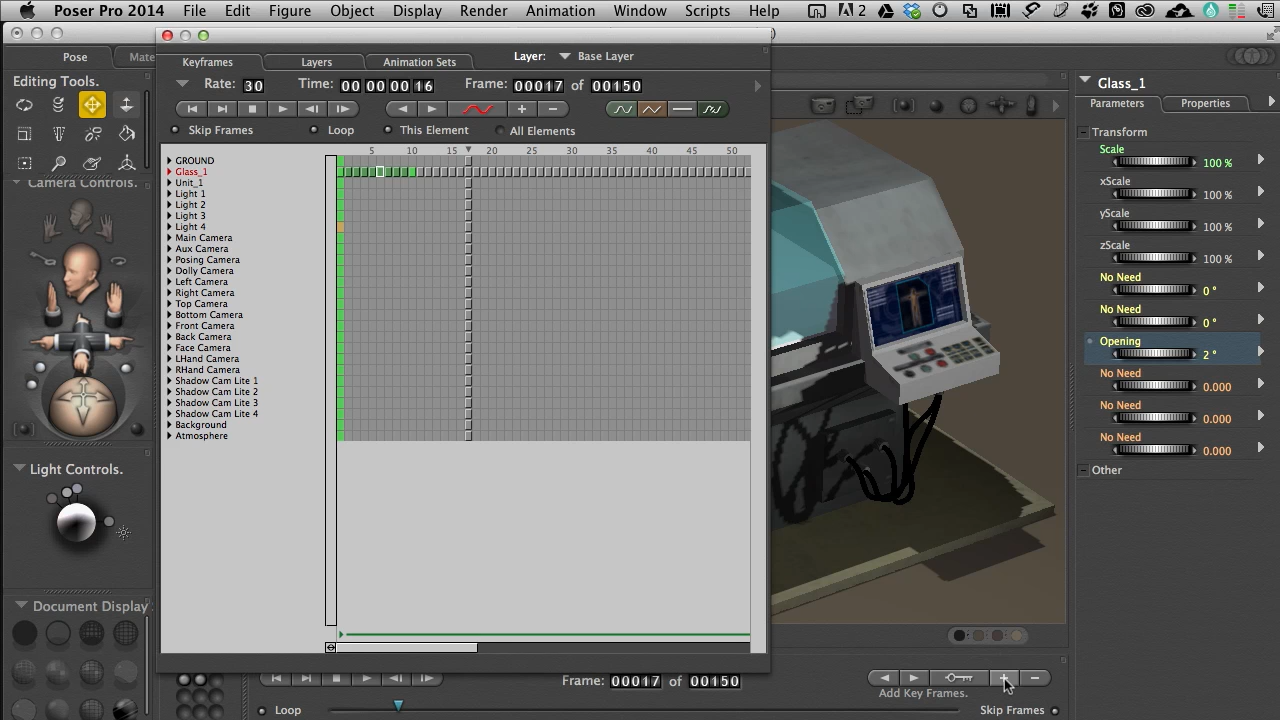 Poser Pro 2014 File Edit Figure Object Display Render Animation Window Scripts Help 2
Pose Mate
Keyframes Layers Animation Sets Layer: Base Layer
Rate: 30 Time: 00 00 00 16 Frame: 00017 of 00150
Skip Frames Loop This Element All Elements
5 10 15 20 25 30 35 40 45 50
GROUND
Glass_1
Unit_1
Light 1
Light 2
Light 3
Light 4
Main Camera
Aux Camera
Posing Camera
Dolly Camera
Left Camera
Right Camera
Top Camera
Bottom Camera
Front Camera
Back Camera
Face Camera
LHand Camera
RHand Camera
Shadow Cam Lite 1
Shadow Cam Lite 2
Shadow Cam Lite 3
Shadow Cam Lite 4
Background
Atmosphere
Editing Tools.
Camera Controls.
Light Controls.
Document Display
Glass_1
Parameters Properties
Transform
Scale
100 %
xScale
100 %
yScale
100 %
zScale
100 %
No Need
0 °
No Need
0 °
Opening
2 °
No Need
0.000
No Need
0.000
No Need
0.000
Other
Frame: 00017 of 00150
Add Key Frames.
Loop Skip Frames